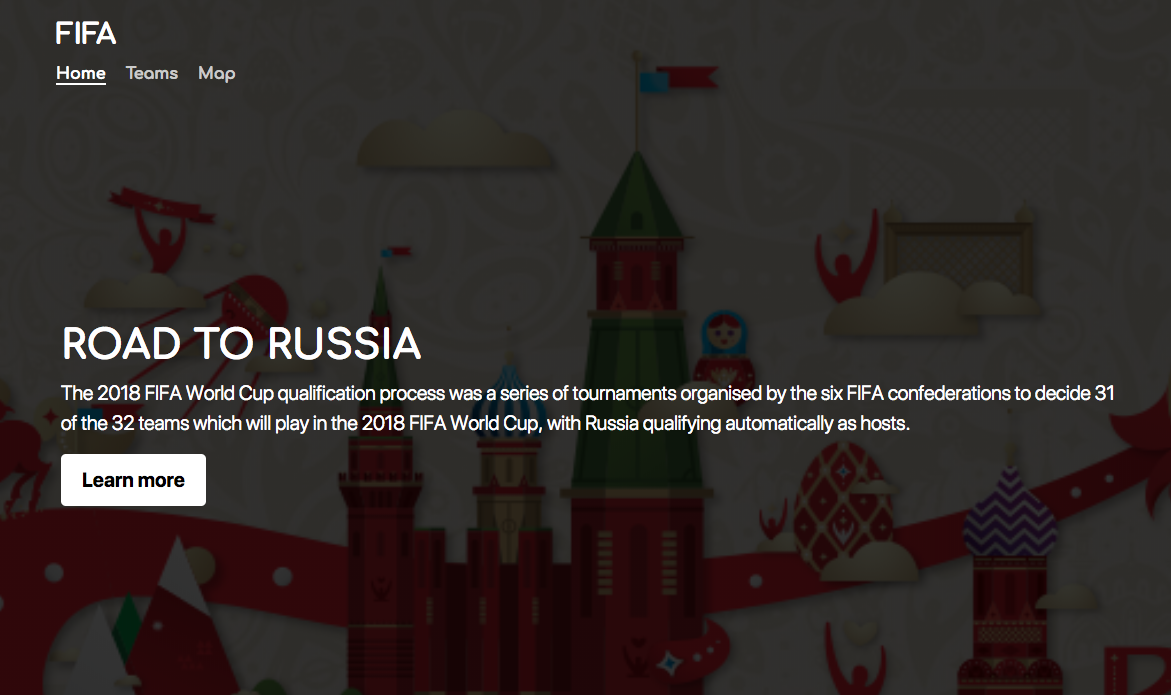 FIFA
Home Teams Map
ROAD TO RUSSIA
The 2018 FIFA World Cup qualification process was a series of tournaments organised by the six FIFA confederations to decide 31
of the 32 teams which will play in the 2018 FIFA World Cup, with Russia qualifying automatically as hosts.
Learn more